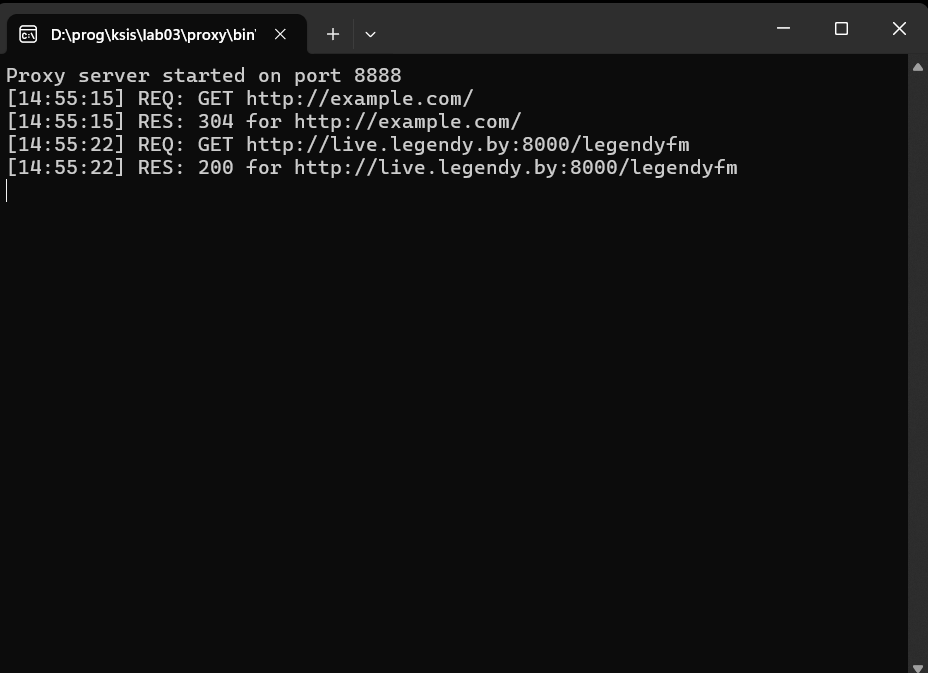 D:\prog\ksis\lab03\proxy\bin\
Proxy server started on port 8888
[14:55:15] REQ: GET http://example.com/
[14:55:15] RES: 304 for http://example.com/
[14:55:22] REQ: GET http://live.legendy.by:8000/legendyfm
[14:55:22] RES: 200 for http://live.legendy.by:8000/legendyfm